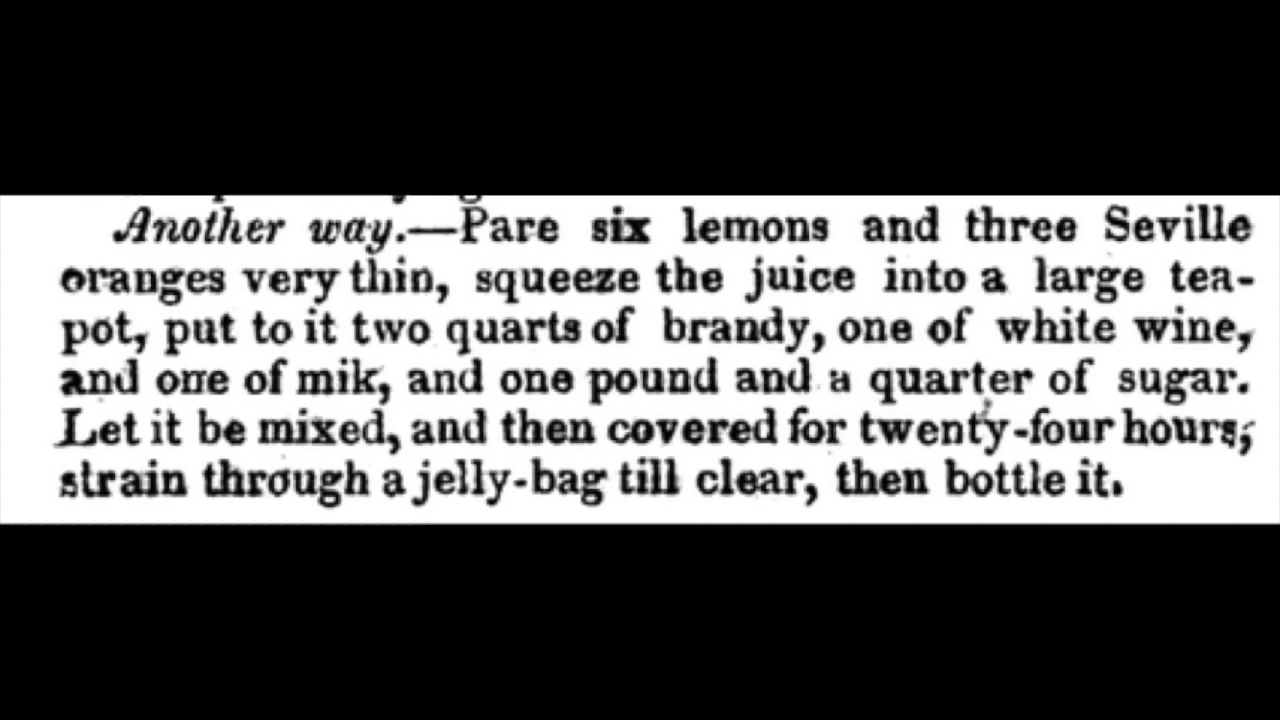 Another way.—Pare six lemons and three Seville
oranges very thin, squeeze the juice into a large tea-
pot, put to it two quarts of brandy, one of white wine,
and one of mik, and one pound and a quarter of sugar.
Let it be mixed, and then covered for twenty-four hours;
strain through a jelly-bag till clear, then bottle it.